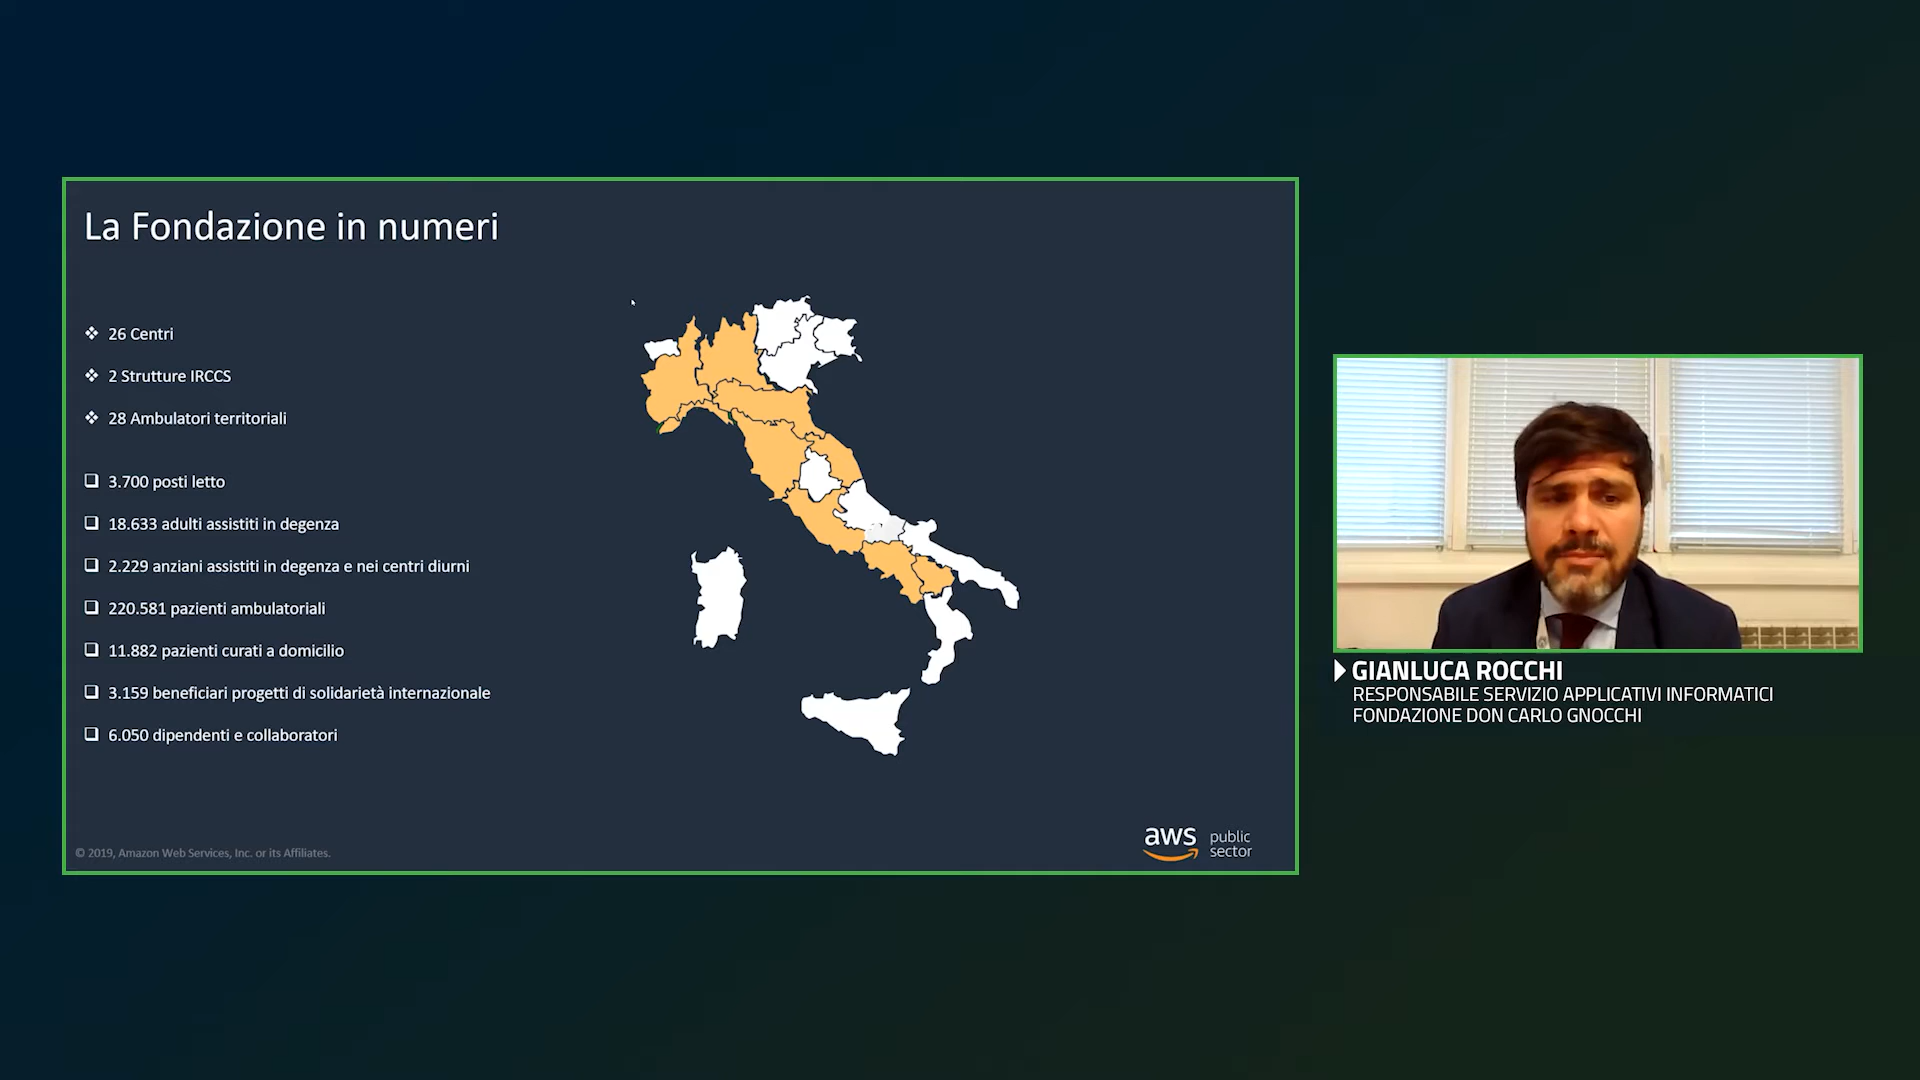 La Fondazione in numeri
26 Centri
2 Strutture IRCCS
28 Ambulatori territoriali
3.700 posti letto
18.633 adulti assistiti in degenza
2.229 anziani assistiti in degenza e nei centri diurni
220.581 pazienti ambulatoriali
11.882 pazienti curati a domicilio
3.159 beneficiari progetti di solidarietà internazionale
6.050 dipendenti e collaboratori
© 2019, Amazon Web Services, Inc. or its Affiliates.
aws public
sector
GIANLUCA ROCCHI
RESPONSABILE SERVIZIO APPLICATIVI INFORMATICI
FONDAZIONE DON CARLO GNOCCHI